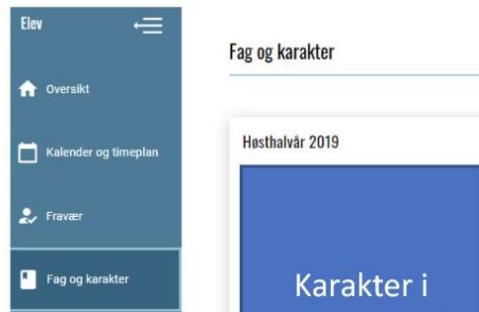 Elev
Oversikt
Kalender og timeplan
Fravær
Fag og karakter
Fag og karakter
Høsthalvår 2019
Karakter i